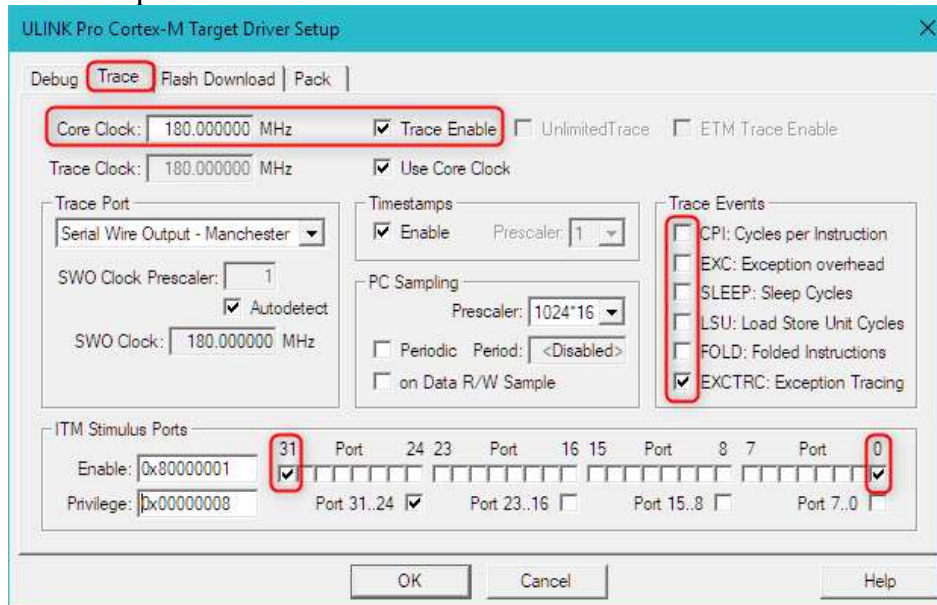 ULINK Pro Cortex-M Target Driver Setup
Debug Trace Flash Download Pack
Core Clock: 180.000000 MHz Trace Enable UnlimitedTrace ETM Trace Enable
Trace Clock: 180.000000 MHz Use Core Clock
Trace Port
Serial Wire Output - Manchester
SWO Clock Prescaler: 1
Autodetect
SWO Clock: 180.000000 MHz
Timestamps
Enable Prescaler: 1
PC Sampling
Prescaler: 1024*16
Periodic Period: <Disabled>
on Data R/W Sample
Trace Events
CPI: Cycles per Instruction
EXC: Exception overhead
SLEEP: Sleep Cycles
LSU: Load Store Unit Cycles
FOLD: Folded Instructions
EXCTRC: Exception Tracing
ITM Stimulus Ports
31 Port 24 23 Port 16 15 Port 8 7 Port 0
Enable: 0x80000001
Privilege: 0x00000008 Port 31..24 Port 23..16 Port 15..8 Port 7..0
OK Cancel Help